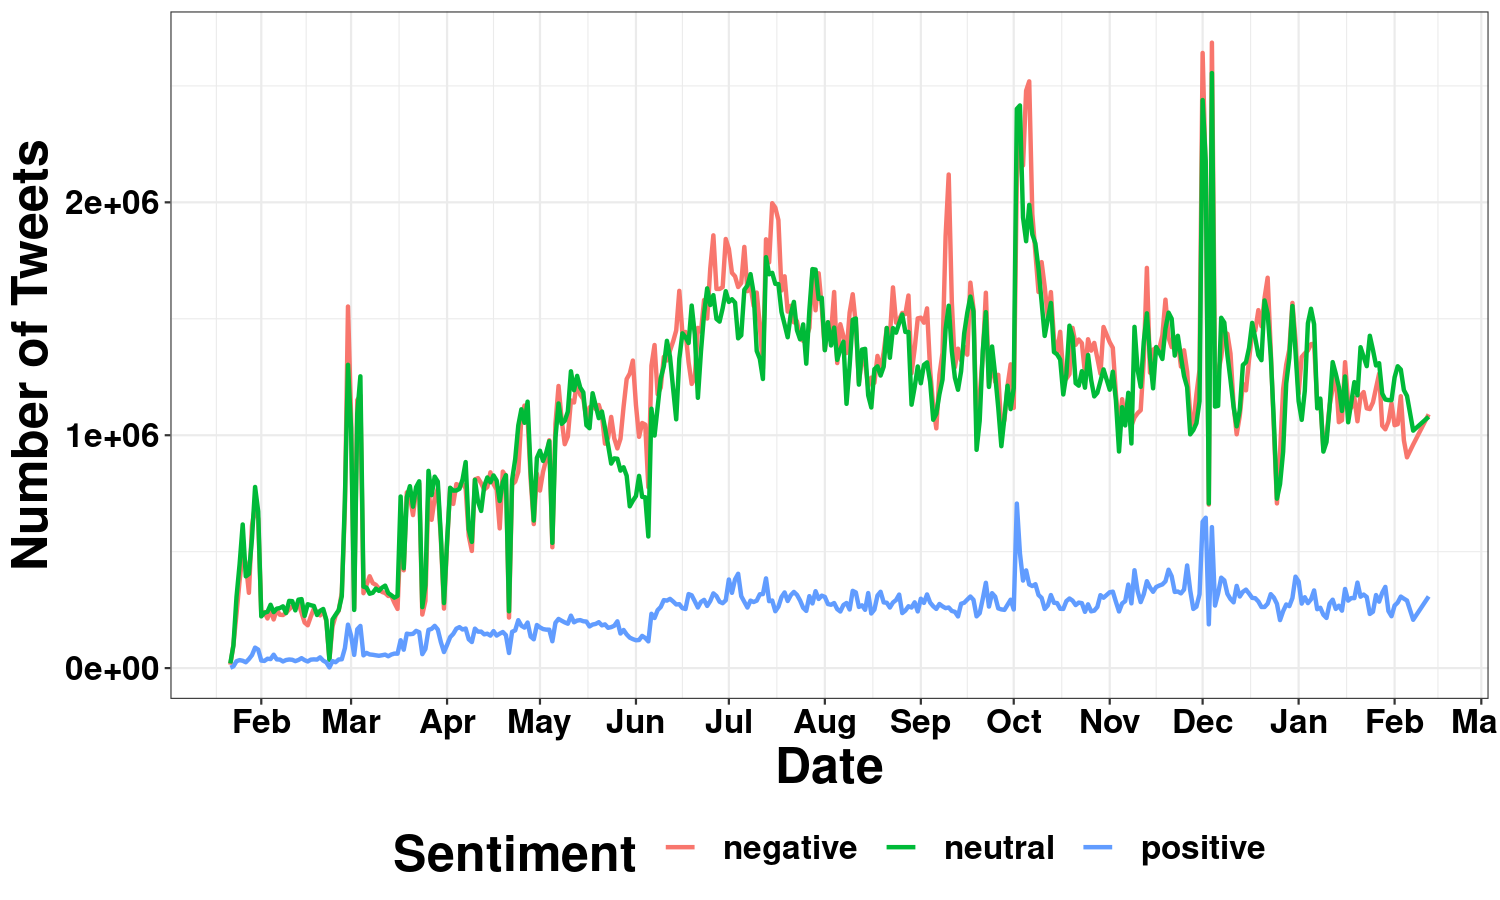 Number of Tweets
2e+06
1e+06
0e+00
Feb Mar Apr May Jun Jul Aug Sep Oct Nov Dec Jan Feb Ma
Date
Sentiment negative neutral positive